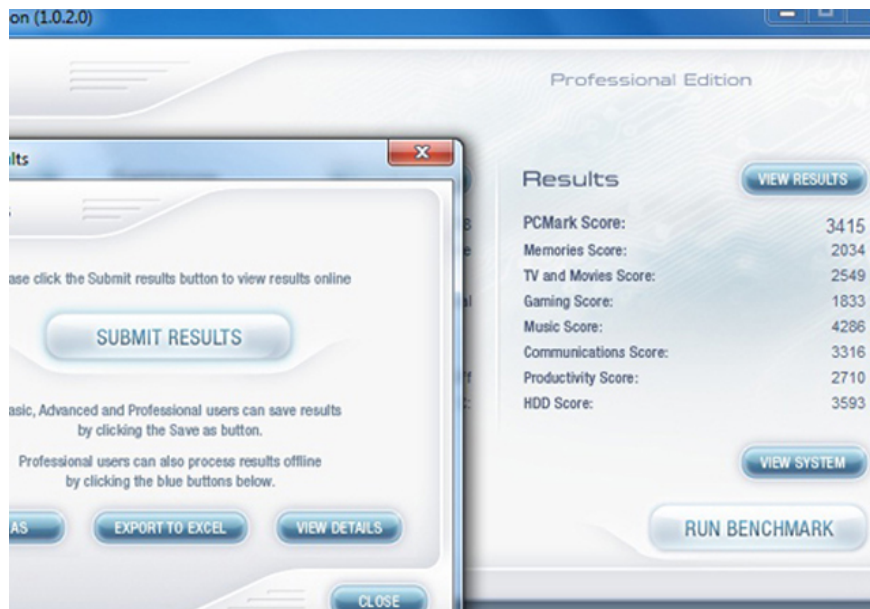 on (1.0.2.0)
Professional Edition
lts
s
ase click the Submit results button to view results online
SUBMIT RESULTS
asic, Advanced and Professional users can save results
by clicking the Save as button.
Professional users can also process results offline
by clicking the blue buttons below.
AS
EXPORT TO EXCEL
VIEW DETAILS
CLOSE
8
e
al
ff
C:
Results
VIEW RESULTS
PCMark Score: 3415
Memories Score: 2034
TV and Movies Score: 2549
Gaming Score: 1833
Music Score: 4286
Communications Score: 3316
Productivity Score: 2710
HDD Score: 3593
VIEW SYSTEM
RUN BENCHMARK